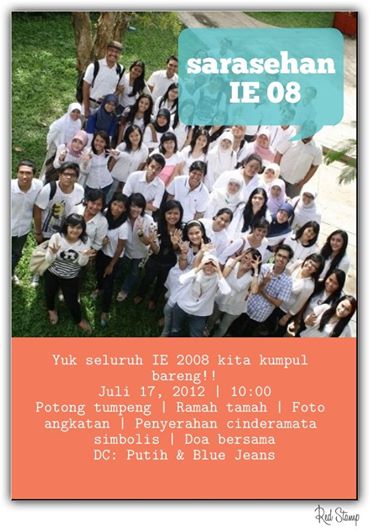 sarasehan
IE 08
Yuk seluruh IE 2008 kita kumpul
bareng!!
Juli 17, 2012 | 10:00
Potong tumpeng | Ramah tamah | Foto
angkatan | Penyerahan cinderamata
simbolis | Doa bersama
DC: Putih & Blue Jeans
Red Stamp